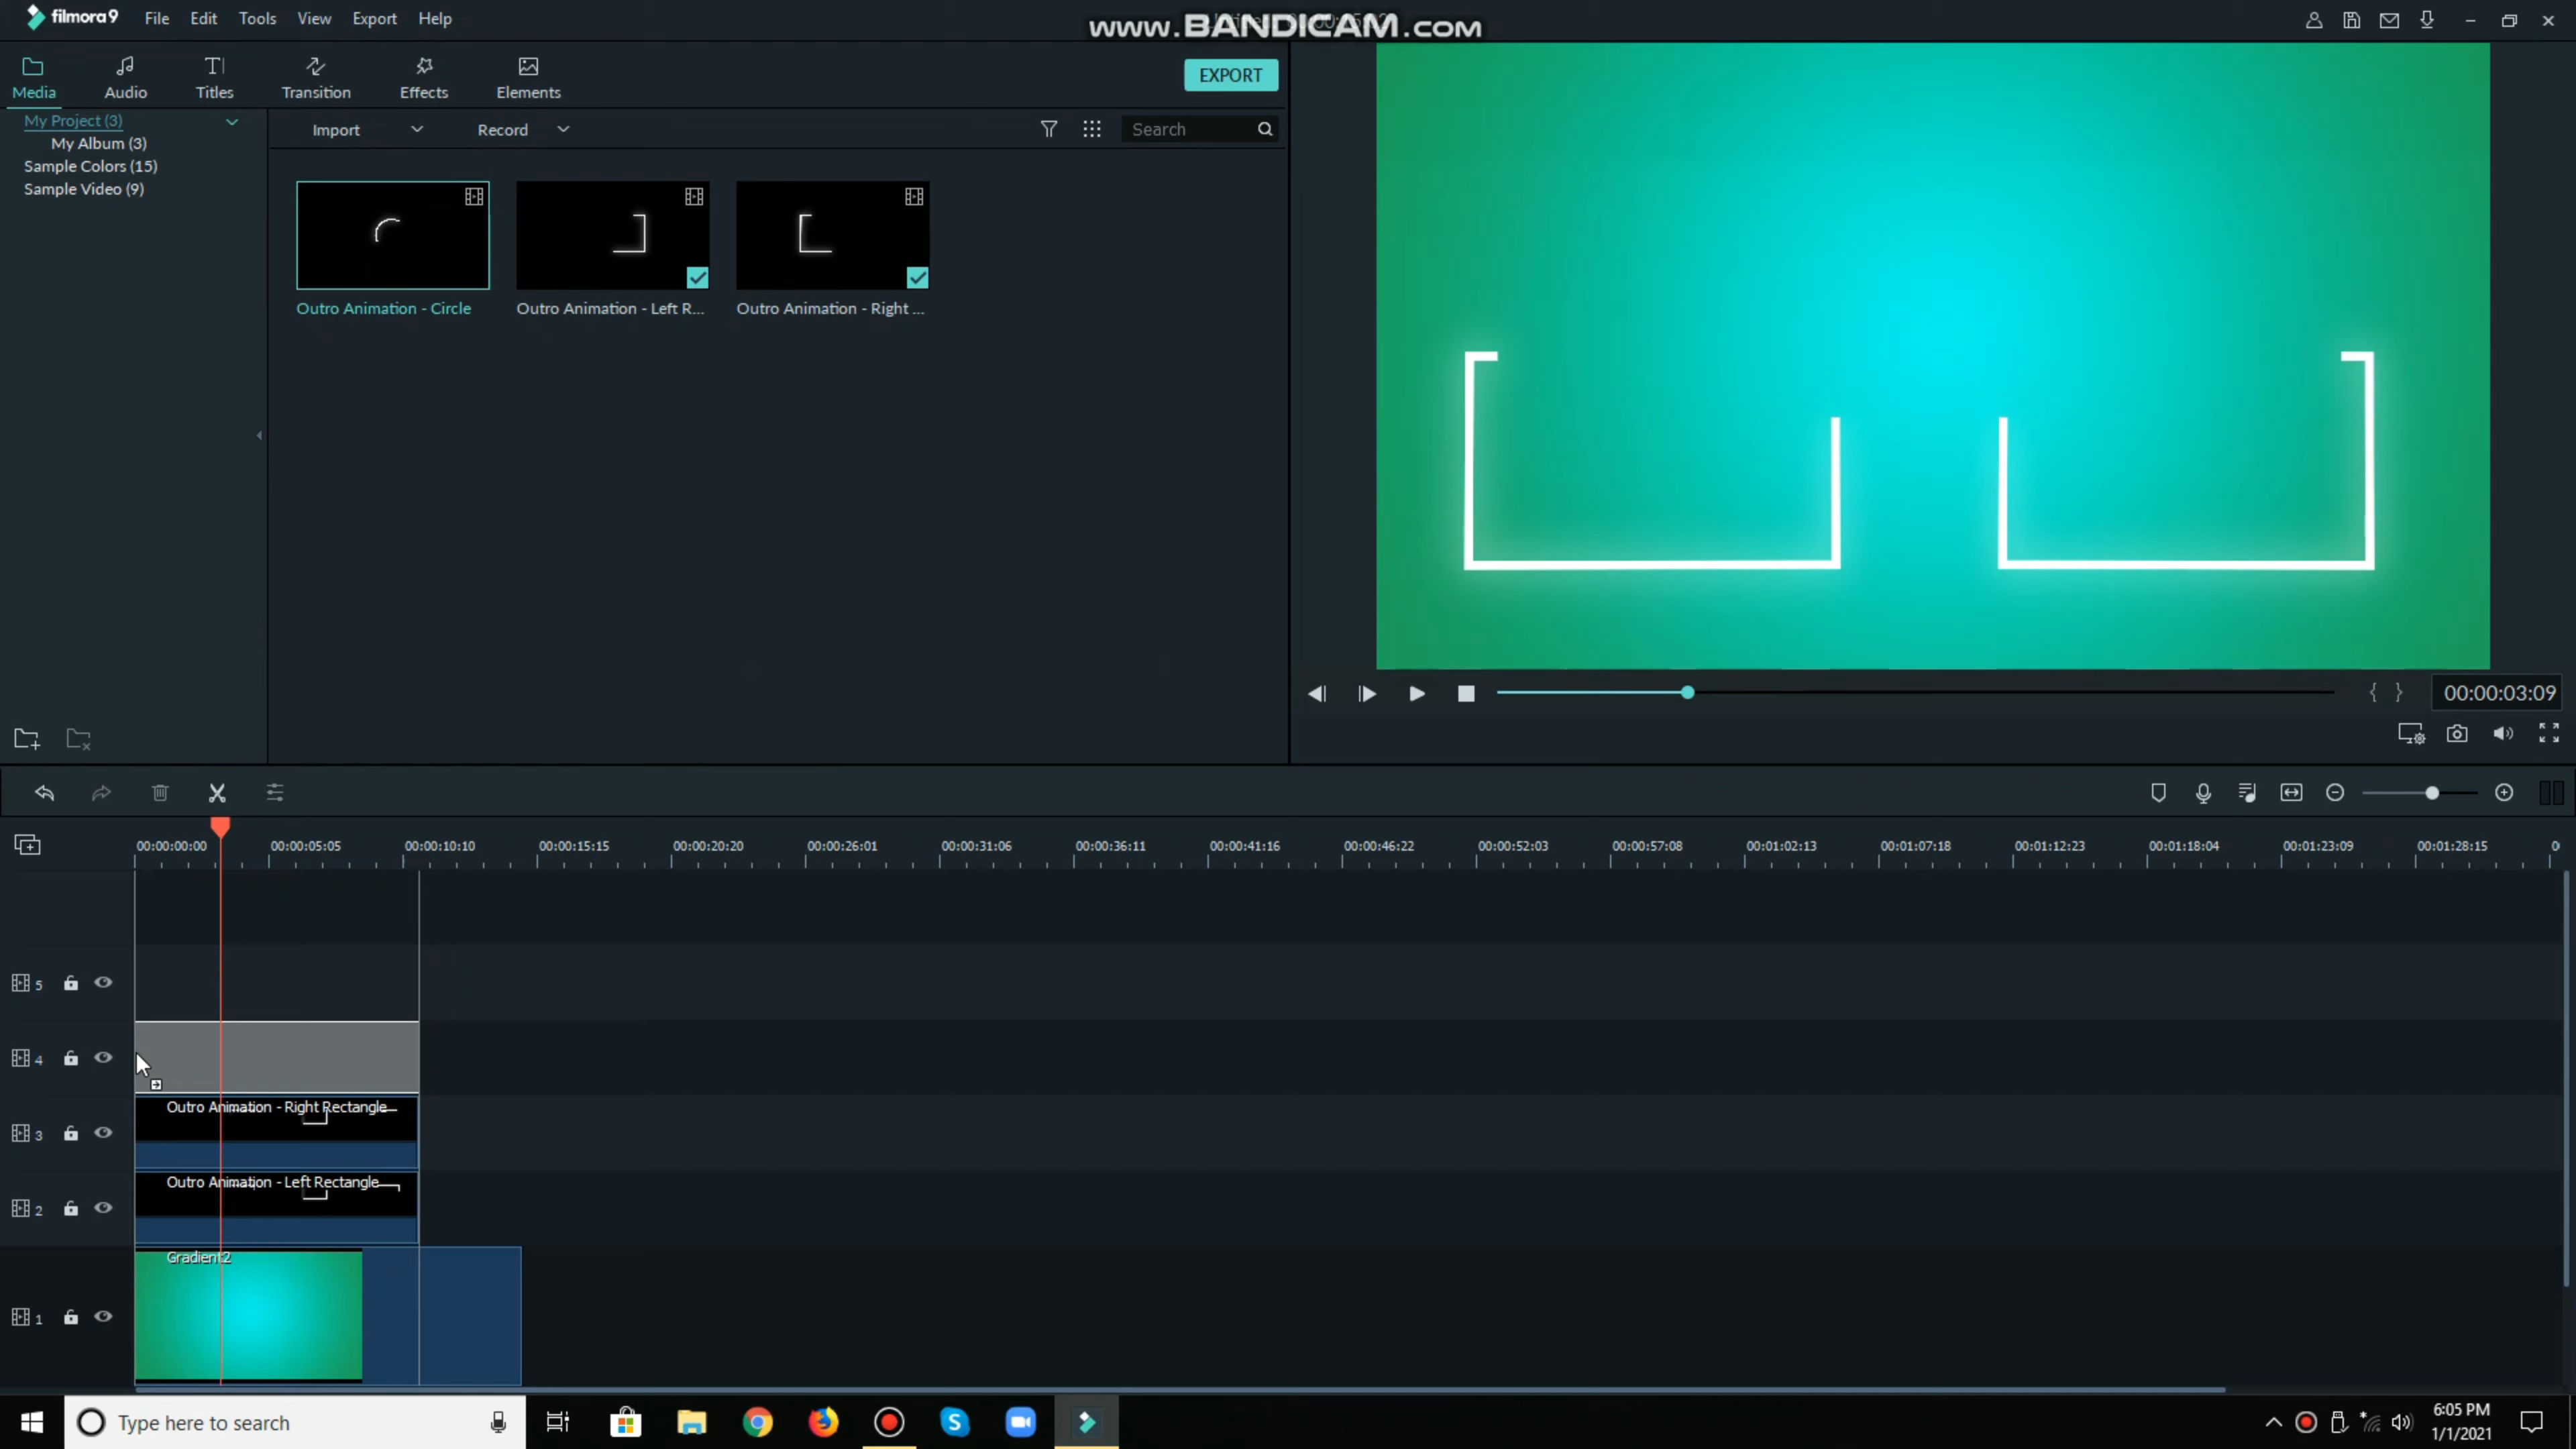 filmora9 File Edit Tools View Export Help
www.BANDICAM.com
Media Audio Titles Transition Effects Elements EXPORT
My Project (3)
My Album (3)
Sample Colors (15)
Sample Video (9)
Import Record Search
Outro Animation - Circle Outro Animation - Left R... Outro Animation - Right ...
00:00:03:09
00:00:00:00 00:00:05:05 00:00:10:10 00:00:15:15 00:00:20:20 00:00:26:01 00:00:31:06 00:00:36:11 00:00:41:16 00:00:46:22 00:00:52:03 00:00:57:08 00:01:02:13 00:01:07:18 00:01:12:23 00:01:18:04 00:01:23:09 00:01:28:15
5
4
Outro Animation - Right Rectangle
3
Outro Animation - Left Rectangle
2
Gradient2
1
Type here to search
6:05 PM
1/1/2021